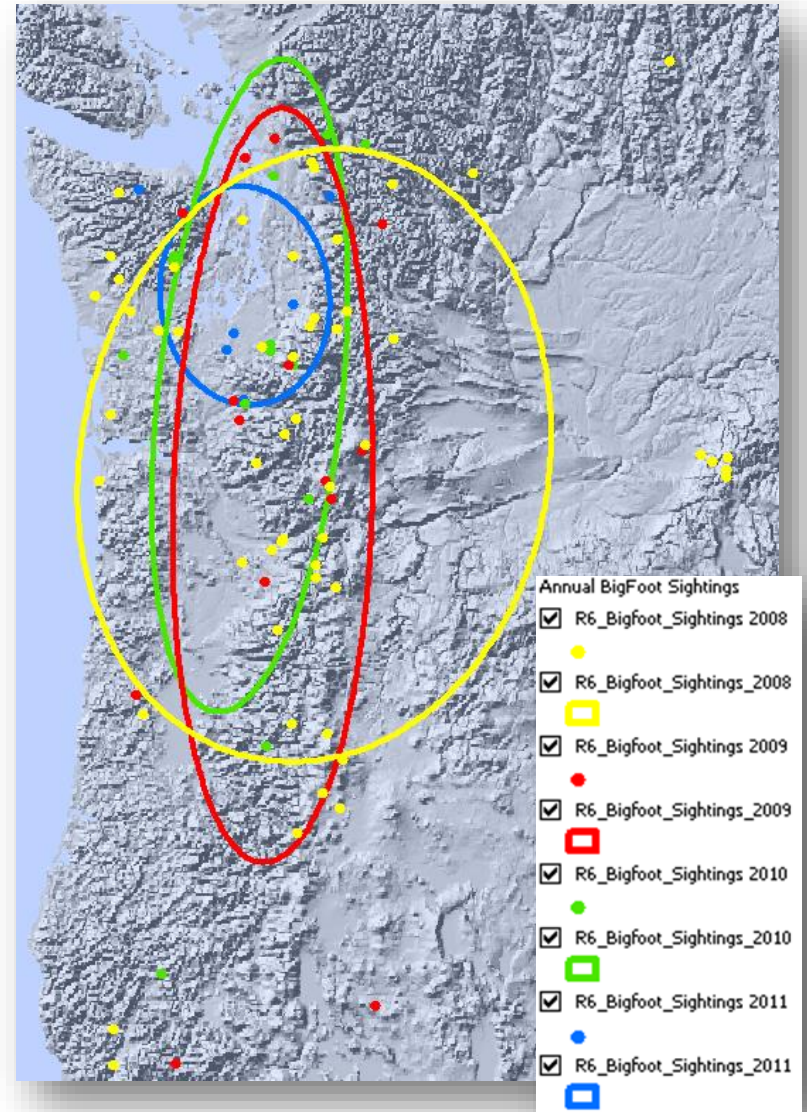 Annual BigFoot Sightings
R6_Bigfoot_Sightings 2008
R6_Bigfoot_Sightings_2008
R6_Bigfoot_Sightings 2009
R6_Bigfoot_Sightings_2009
R6_Bigfoot_Sightings 2010
R6_Bigfoot_Sightings_2010
R6_Bigfoot_Sightings 2011
R6_Bigfoot_Sightings_2011